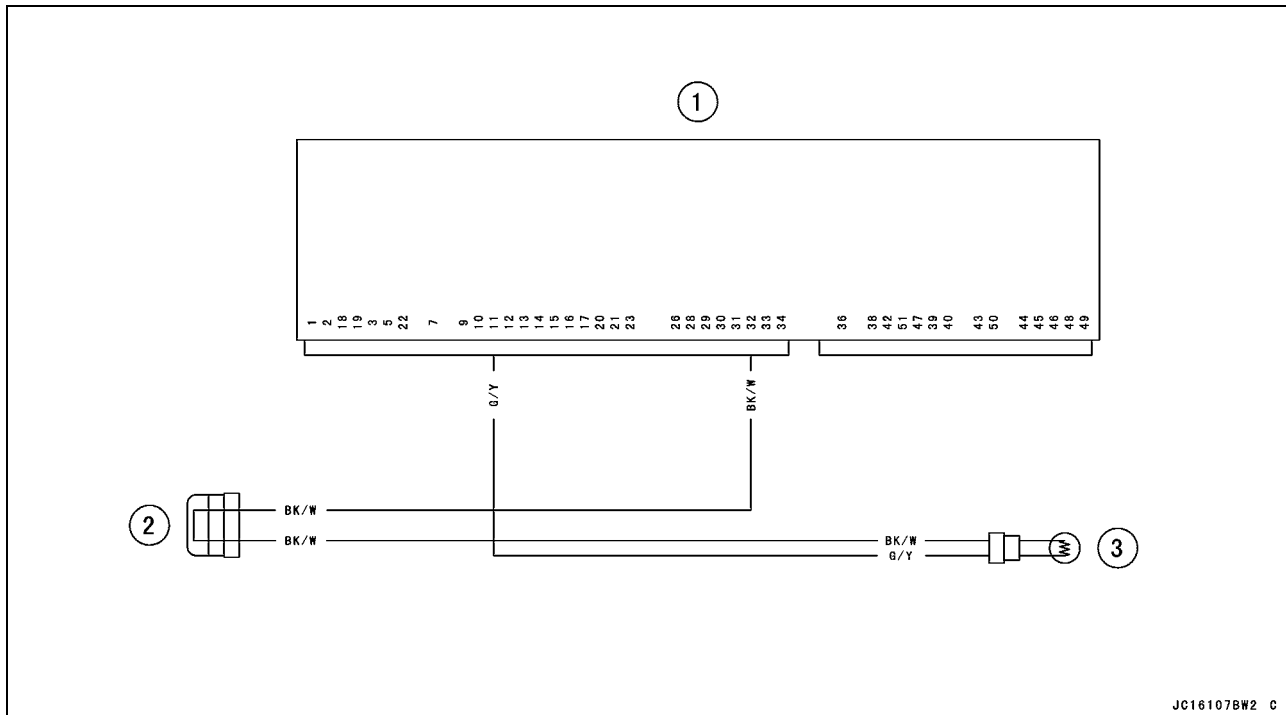 1
1 2 18 19 3 5 22 7 9 10 11 12 13 14 15 16 17 20 21 23 26 28 29 30 31 32 33 34 36 38 42 51 47 39 40 43 50 44 45 46 48 49
G/Y BK/W
2 BK/W
BK/W BK/W
G/Y 3
JC16107BW2 C